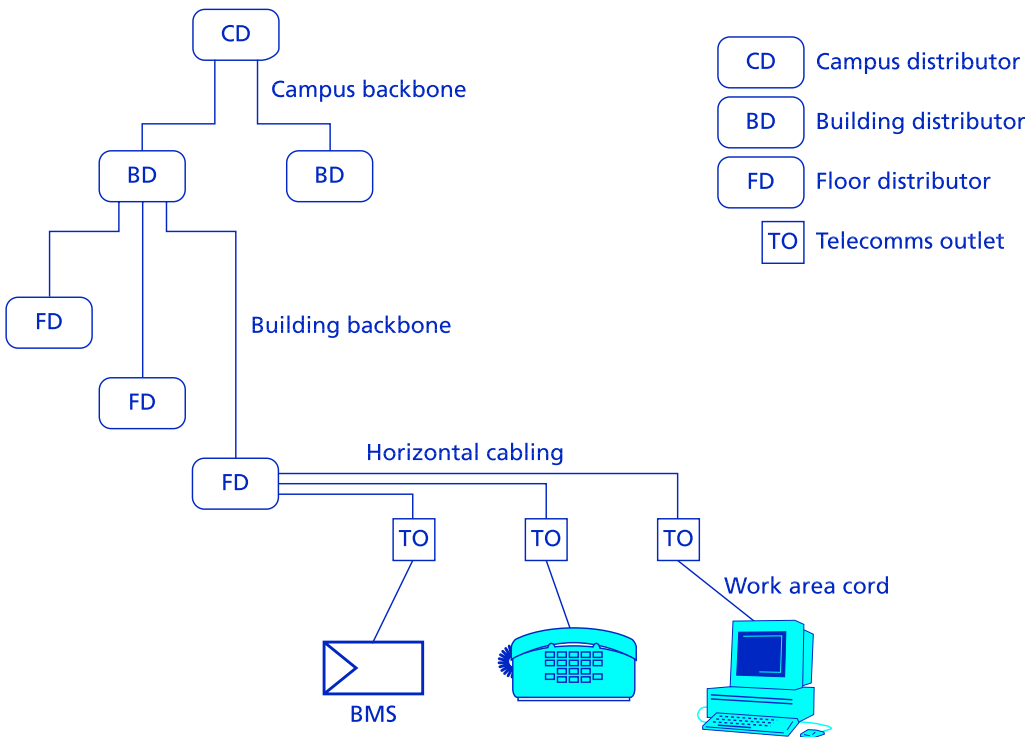 CD
Campus backbone
BD
BD
FD
Building backbone
FD
Horizontal cabling
FD
TO
TO
TO
Work area cord
BMS
CD Campus distributor
BD Building distributor
FD Floor distributor
TO Telecomms outlet